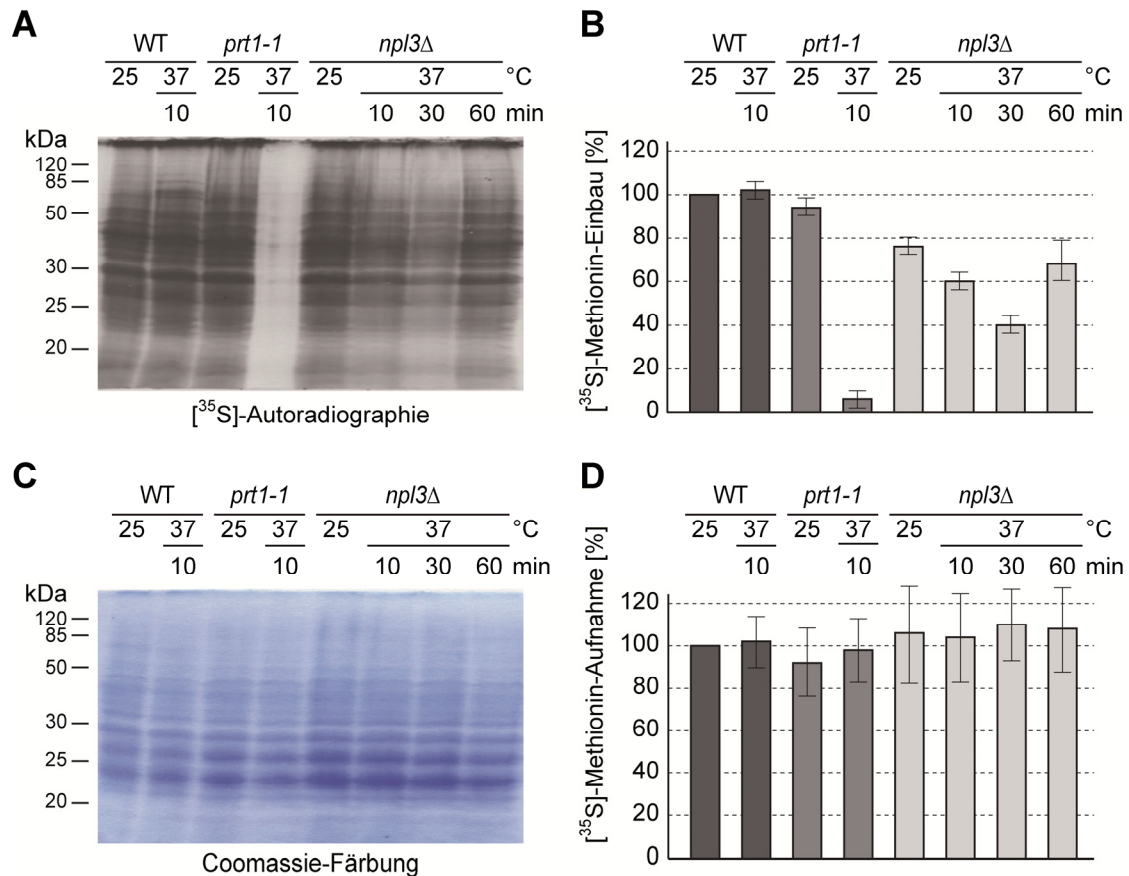 A
WT prt1-1 npl3Δ
25 37 25 37 25 37 °C
10 10 10 30 60 min
kDa
120
85
50
30
25
20
[³⁵S]-Autoradiographie
B
WT prt1-1 npl3Δ
25 37 25 37 25 37 °C
10 10 10 30 60 min
[³⁵S]-Methionin-Einbau [%]
120
100
80
60
40
20
0
C
WT prt1-1 npl3Δ
25 37 25 37 25 37 °C
10 10 10 30 60 min
kDa
120
85
50
30
25
20
Coomassie-Färbung
D
WT prt1-1 npl3Δ
25 37 25 37 25 37 °C
10 10 10 30 60 min
[³⁵S]-Methionin-Aufnahme [%]
120
100
80
60
40
20
0